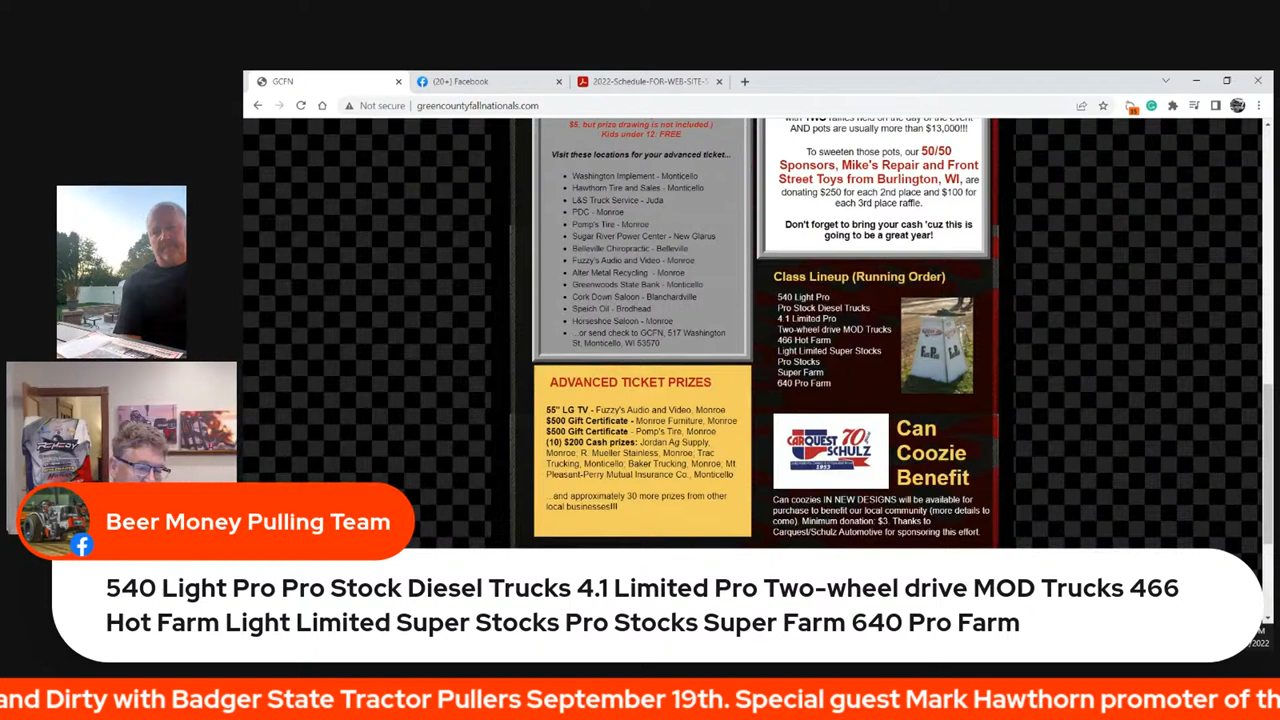 GCFN
(20+) Facebook
2022-Schedule-FOR-WEB-SITE-S
Not secure
greencountyfallnationals.com
$5, but prize drawing is not included.)
Kids under 12: FREE
Visit these locations for your advanced ticket...
Washington Implement - Monticello
Hawthorn Tire and Sales - Monticello
L&S Truck Service - Juda
PDC - Monroe
Pomp's Tire - Monroe
Sugar River Power Center - New Glarus
Belleville Chiropractic - Belleville
Fuzzy's Audio and Video - Monroe
Alter Metal Recycling - Monroe
Greenwoods State Bank - Monticello
Cork Down Saloon - Blanchardville
Speich Oil - Brodhead
Horseshoe Saloon - Monroe
...or send check to GCFN, 517 Washington
St, Monticello, WI 53570
ADVANCED TICKET PRIZES
55" LG TV - Fuzzy's Audio and Video, Monroe
$500 Gift Certificate - Monroe Furniture, Monroe
$500 Gift Certificate - Pomp's Tire, Monroe
(10) $200 Cash prizes: Jordan Ag Supply,
Monroe; R. Mueller Stainless, Monroe; Trac
Trucking, Monticello; Baker Trucking, Monroe; Mt
Pleasant-Perry Mutual Insurance Co., Monticello
...and approximately 30 more prizes from other
local businesses!!!
with TWO raffles held on the day of the event
AND pots are usually more than $13,000!!!
To sweeten those pots, our 50/50
Sponsors, Mike's Repair and Front
Street Toys from Burlington, WI, are
donating $250 for each 2nd place and $100 for
each 3rd place raffle.
Don't forget to bring your cash 'cuz this is
going to be a great year!
Class Lineup (Running Order)
540 Light Pro
Pro Stock Diesel Trucks
4.1 Limited Pro
Two-wheel drive MOD Trucks
466 Hot Farm
Light Limited Super Stocks
Pro Stocks
Super Farm
640 Pro Farm
CARQUEST 70
SCHULZ
1953
Can
Coozie
Benefit
Can coozies IN NEW DESIGNS will be available for
purchase to benefit our local community (more details to
come). Minimum donation: $3. Thanks to
Carquest/Schulz Automotive for sponsoring this effort.
Beer Money Pulling Team
540 Light Pro Pro Stock Diesel Trucks 4.1 Limited Pro Two-wheel drive MOD Trucks 466
Hot Farm Light Limited Super Stocks Pro Stocks Super Farm 640 Pro Farm
and Dirty with Badger State Tractor Pullers September 19th. Special guest Mark Hawthorn promoter of th